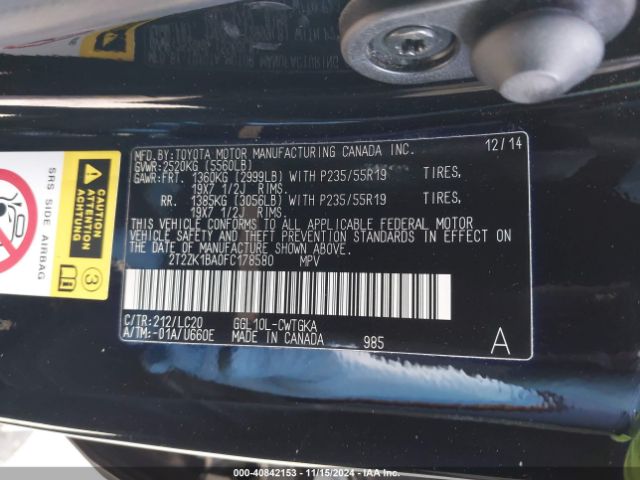 MFD.BY:TOYOTA MOTOR MANUFACTURING CANADA INC. 12/14
GVWR:2520KG (5560LB)
GAWR:FRT. 1360KG (2999LB) WITH P235/55R19 TIRES,
19X7 1/2J RIMS.
RR. 1385KG (3056LB) WITH P235/55R19 TIRES,
19X7 1/2J RIMS.
THIS VEHICLE CONFORMS TO ALL APPLICABLE FEDERAL MOTOR
VEHICLE SAFETY AND THEFT PREVENTION STANDARDS IN EFFECT ON
THE DATE OF MANUFACTURE SHOWN ABOVE.
2T2ZK1BA0FC178580 MPV
C/TR:212/LC20 GGL10L-CWTGKA
A/TM:-01A/U660E MADE IN CANADA 985 A
SRS SIDE AIRBAG
3
000-40842153 - 11/15/2024 - IAA Inc.